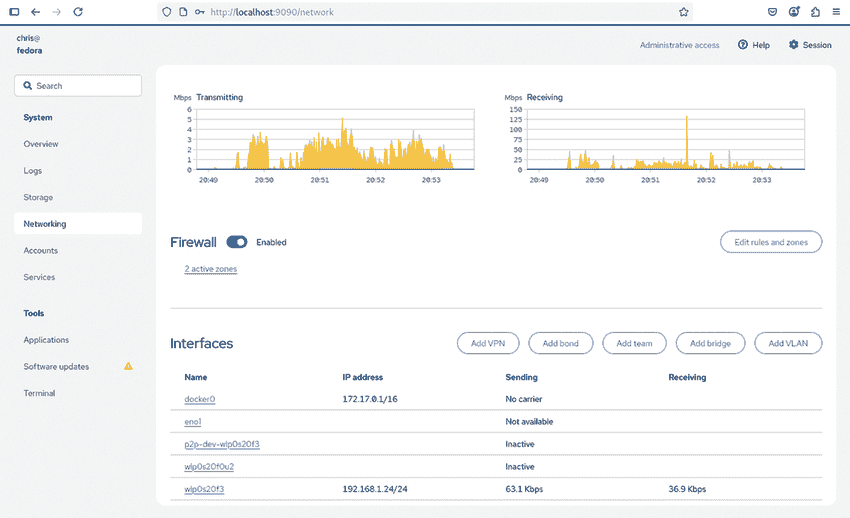 http://localhost:9090/network
chris@
fedora
Administrative access
Help
Session
Search
System
Overview
Logs
Storage
Networking
Accounts
Services
Tools
Applications
Software updates
Terminal
Mbps Transmitting
6
5
4
3
2
1
0
20:49 20:50 20:51 20:52 20:53
Mbps Receiving
150
125
100
75
50
25
0
20:49 20:50 20:51 20:52 20:53
Firewall Enabled Edit rules and zones
2 active zones
Interfaces Add VPN Add bond Add team Add bridge Add VLAN
Name IP address Sending Receiving
docker0 172.17.0.1/16 No carrier
eno1 Not available
p2p-dev-wlp0s20f3 Inactive
wlp0s20f0u2 Inactive
wlp0s20f3 192.168.1.24/24 63.1 Kbps 36.9 Kbps